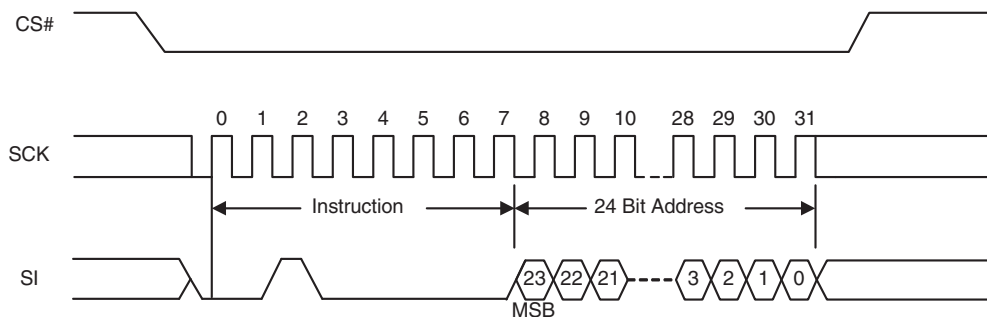 CS#
0 1 2 3 4 5 6 7 8 9 10 28 29 30 31
SCK
Instruction 24 Bit Address
SI
23 22 21 3 2 1 0
MSB